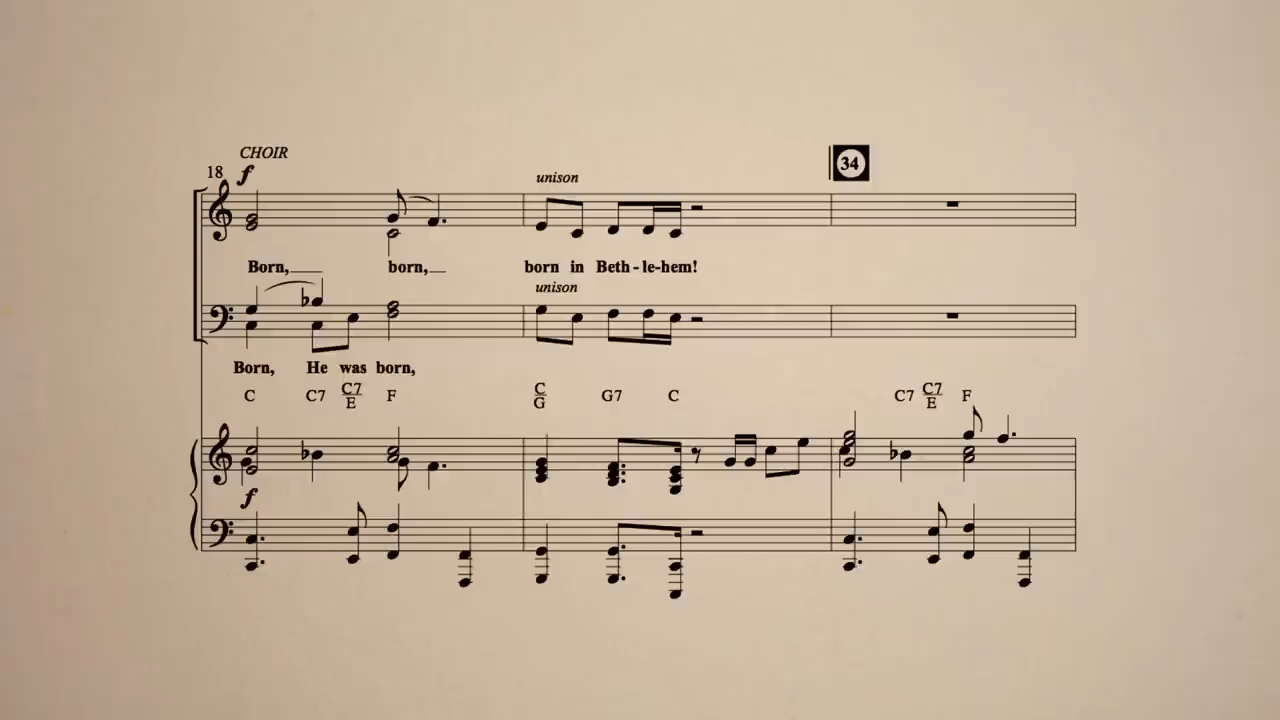 CHOIR
18 f
34
unison
Born, born, born in Beth-le-hem!
unison
Born, He was born,
C C7 C7/E F C/G G7 C C7 C7/E F
f